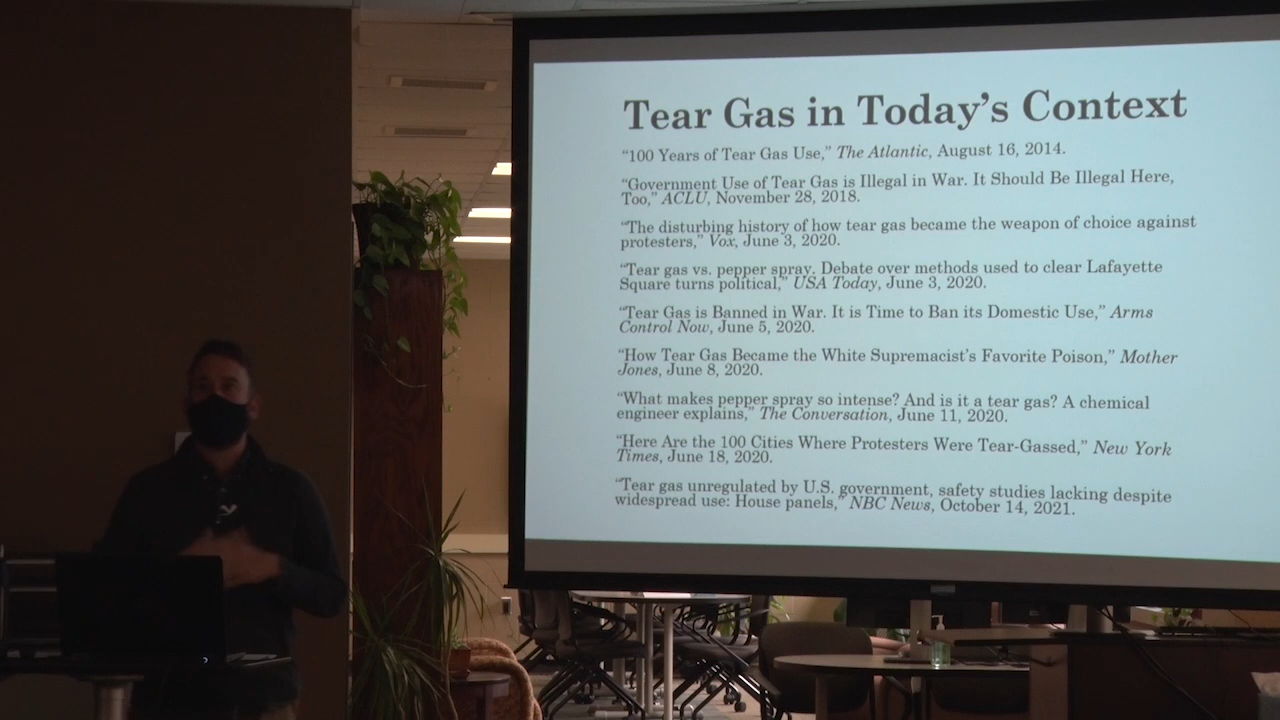 Tear Gas in Today’s Context
“100 Years of Tear Gas Use,” The Atlantic, August 16, 2014.
“Government Use of Tear Gas is Illegal in War. It Should Be Illegal Here,
Too,” ACLU, November 28, 2018.
“The disturbing history of how tear gas became the weapon of choice against
protesters,” Vox, June 3, 2020.
“Tear gas vs. pepper spray. Debate over methods used to clear Lafayette
Square turns political,” USA Today, June 3, 2020.
“Tear Gas is Banned in War. It is Time to Ban its Domestic Use,” Arms
Control Now, June 5, 2020.
“How Tear Gas Became the White Supremacist’s Favorite Poison,” Mother
Jones, June 8, 2020.
“What makes pepper spray so intense? And is it a tear gas? A chemical
engineer explains,” The Conversation, June 11, 2020.
“Here Are the 100 Cities Where Protesters Were Tear-Gassed,” New York
Times, June 18, 2020.
“Tear gas unregulated by U.S. government, safety studies lacking despite
widespread use: House panels,” NBC News, October 14, 2021.